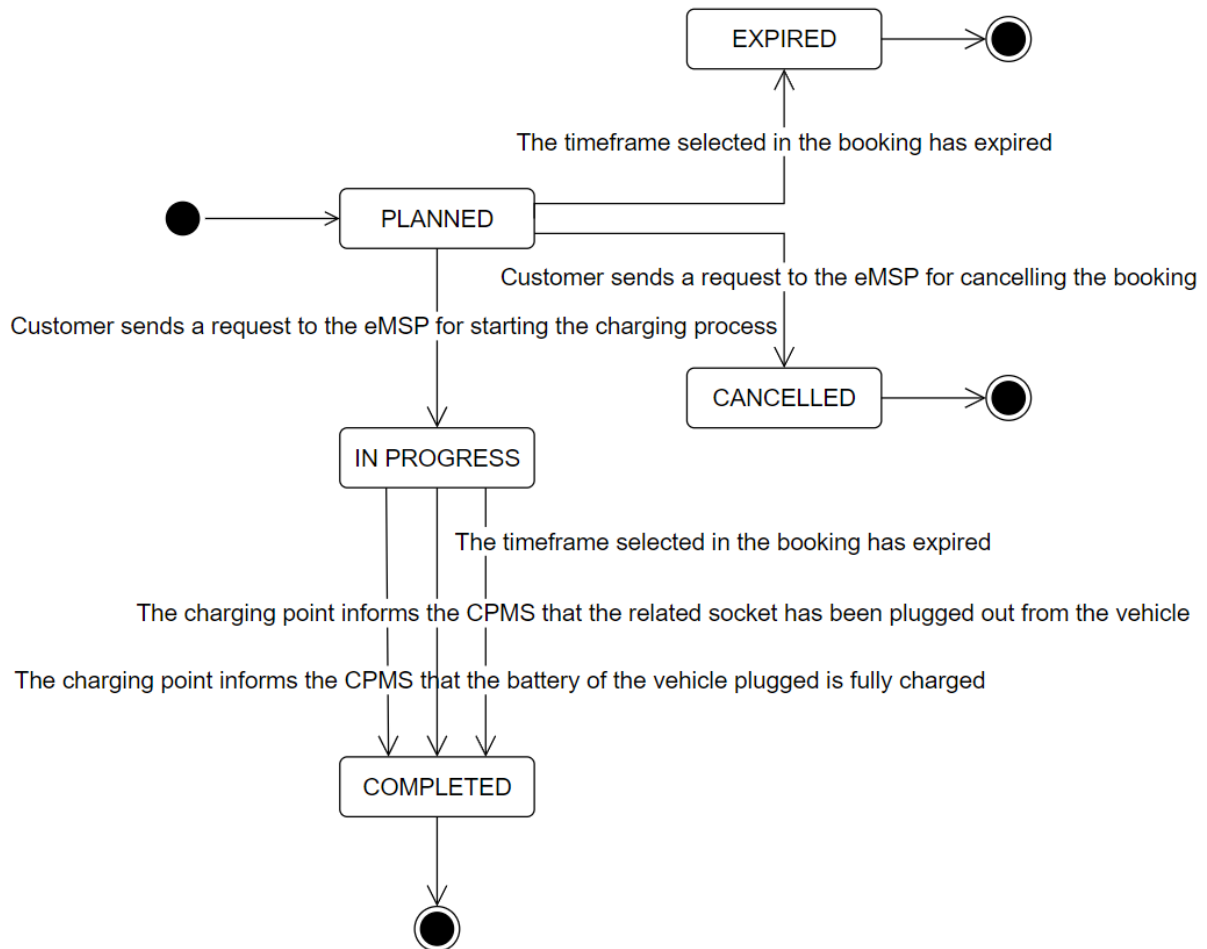 EXPIRED
The timeframe selected in the booking has expired
PLANNED
Customer sends a request to the eMSP for cancelling the booking
Customer sends a request to the eMSP for starting the charging process
CANCELLED
IN PROGRESS
The timeframe selected in the booking has expired
The charging point informs the CPMS that the related socket has been plugged out from the vehicle
The charging point informs the CPMS that the battery of the vehicle plugged is fully charged
COMPLETED